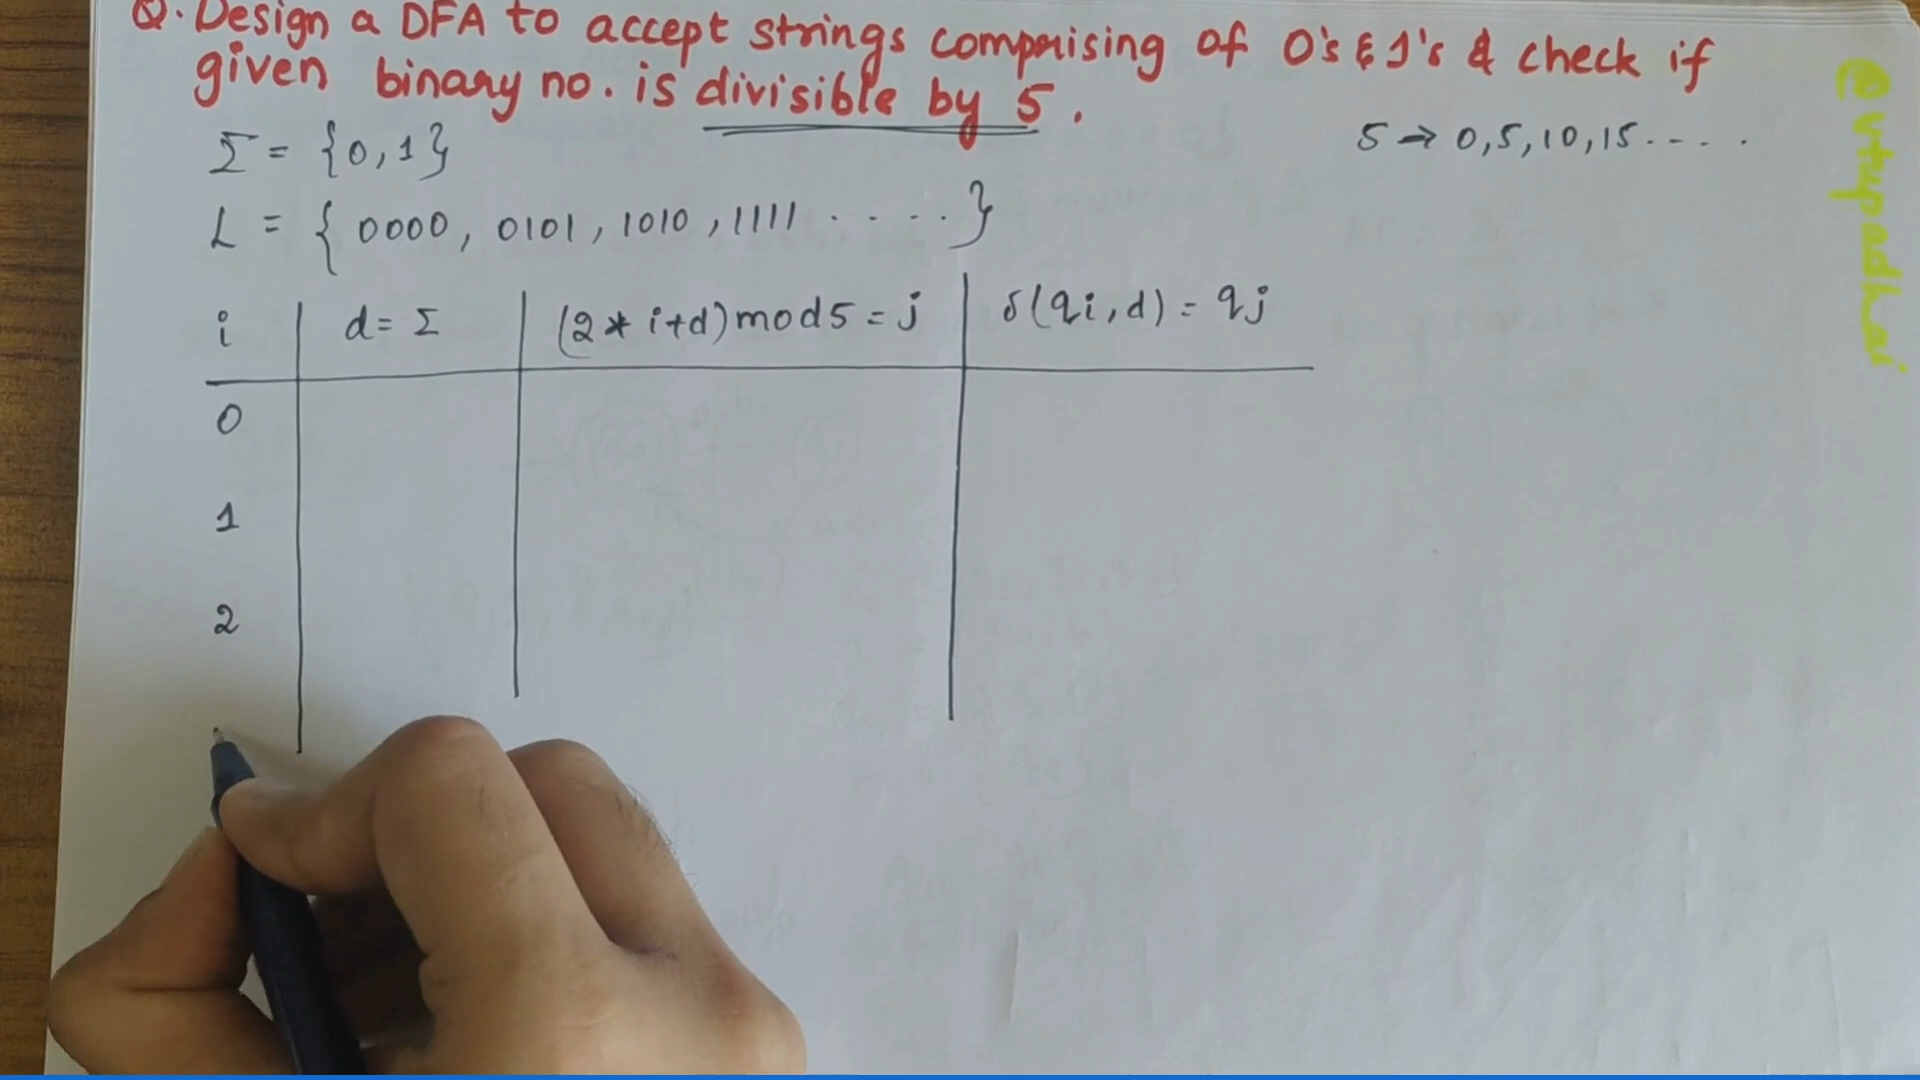 Q. Design a DFA to accept strings comprising of 0's & 1's & check if
given binary no. is divisible by 5.
Σ = {0,1}
5 → 0,5,10,15.... 
L = { 0000, 0101, 1010, 1111 ..... }
i d= Σ (2* i+d) mod 5 = j δ(qi, d) = qj
0
1
2
@vtupadhai